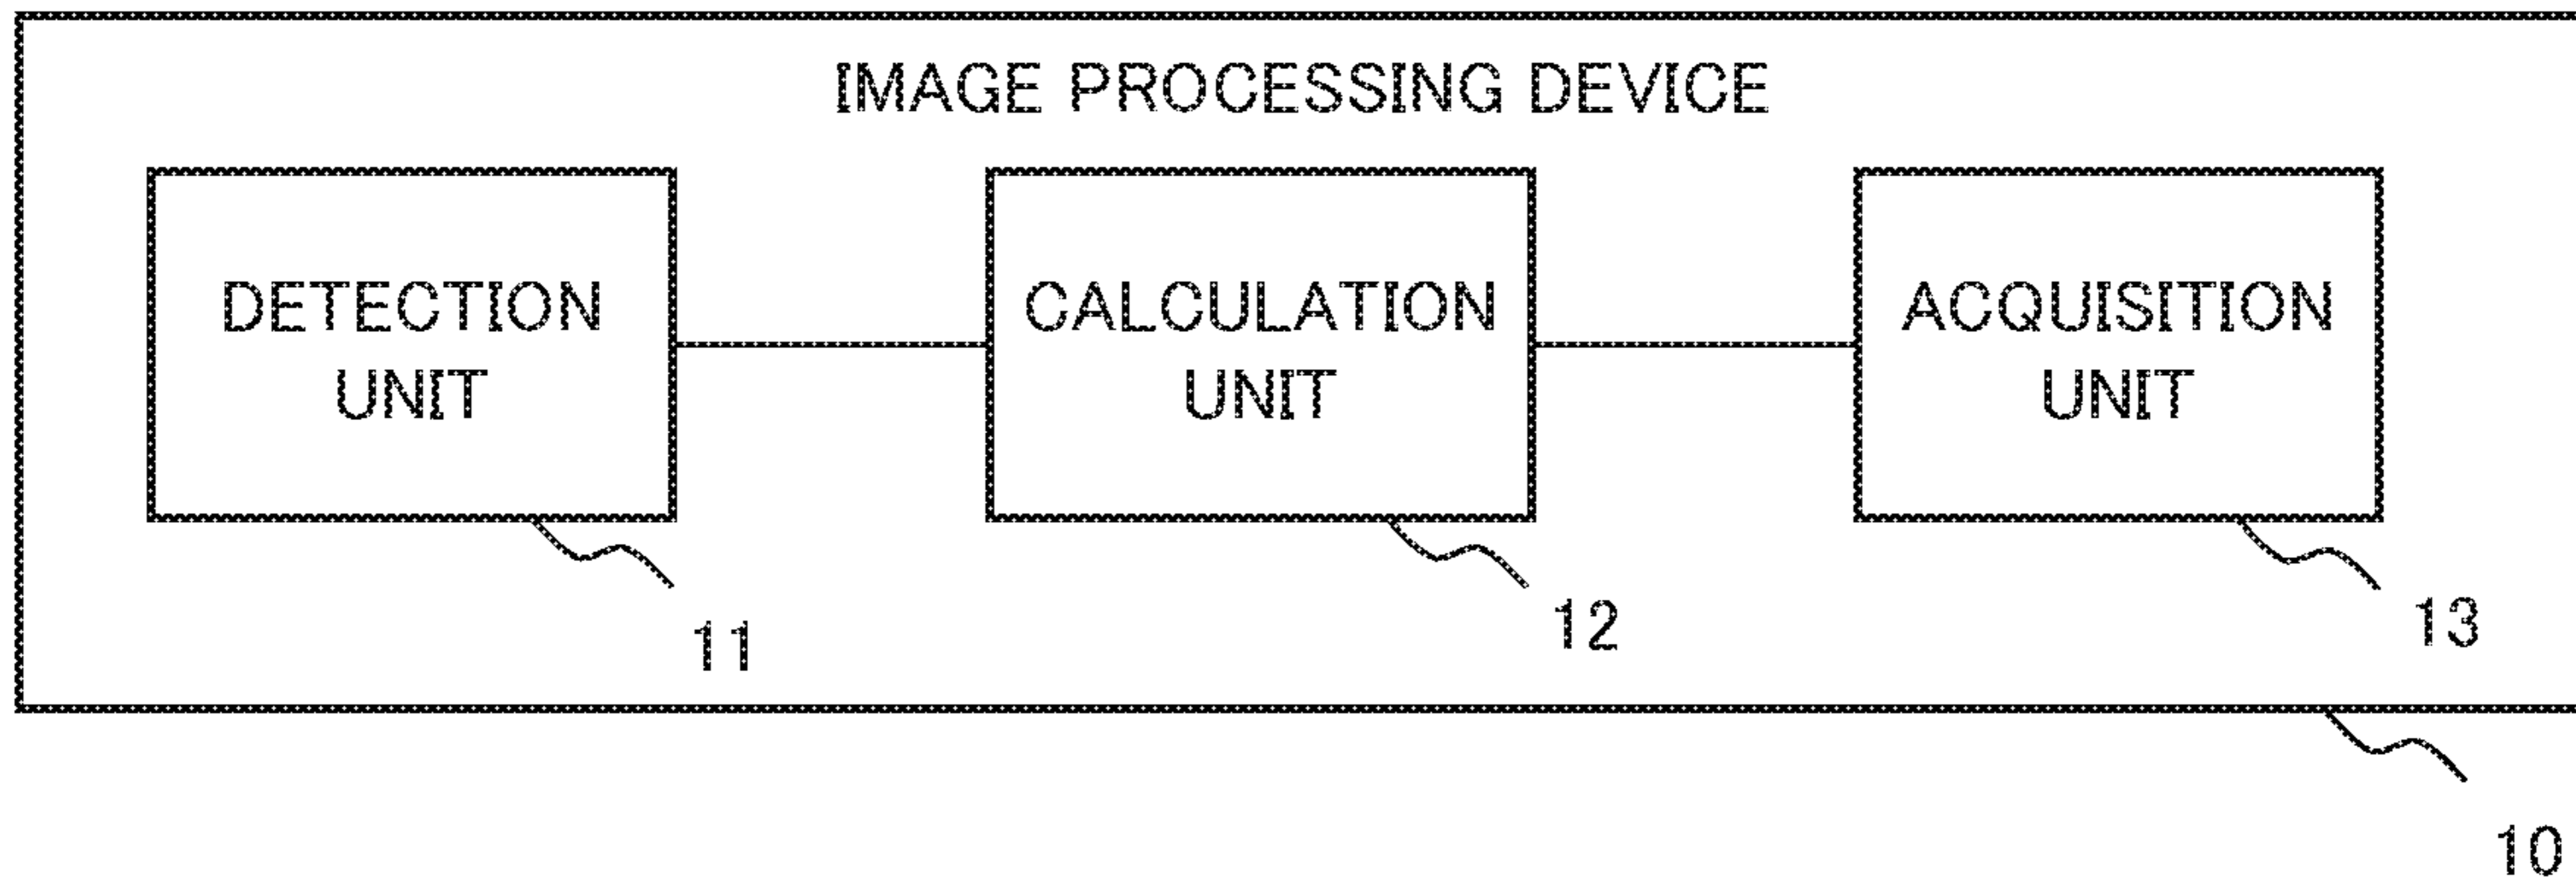 IMAGE PROCESSING DEVICE
DETECTION
UNIT
CALCULATION
UNIT
ACQUISITION
UNIT
11
12
13
10